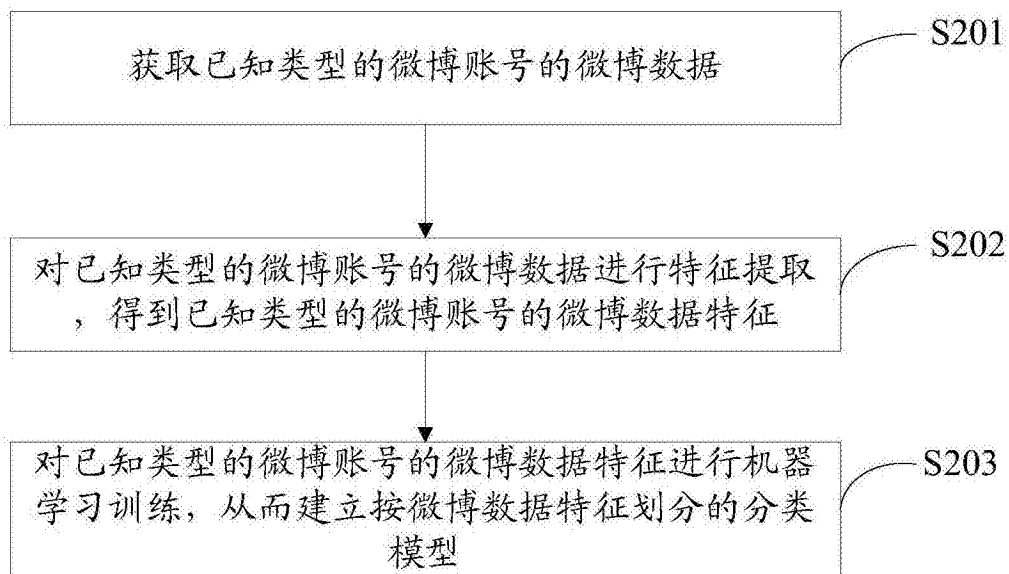 获取已知类型的微博账号的微博数据
S201
对已知类型的微博账号的微博数据进行特征提取
，得到已知类型的微博账号的微博数据特征
S202
对已知类型的微博账号的微博数据特征进行机器
学习训练，从而建立按微博数据特征划分的分类
模型
S203